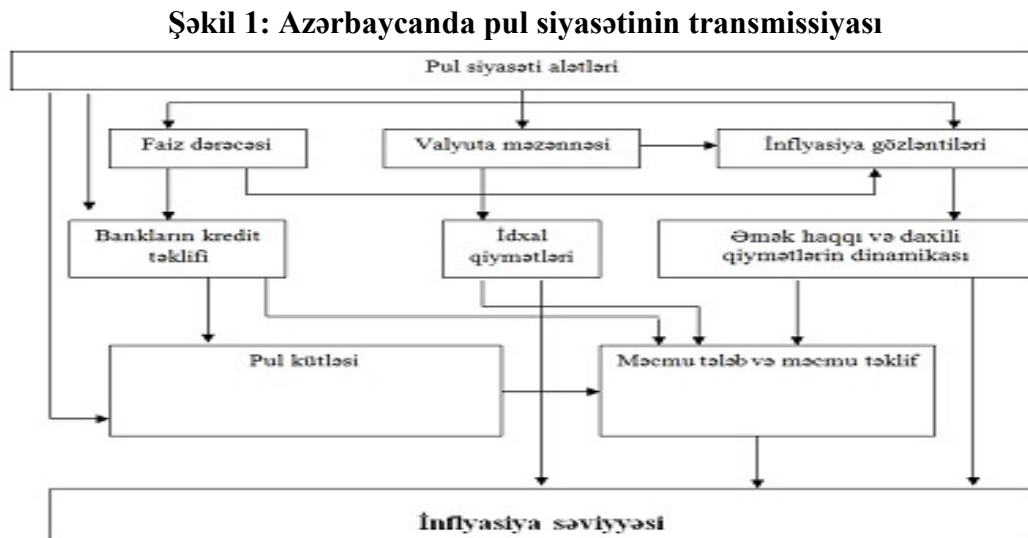 Şəkil 1: Azərbaycanda pul siyasətinin transmissiyası
Pul siyasəti alətləri
Faiz dərəcəsi
Valyuta məzənnəsi
İnflyasiya gözləntiləri
Bankların kredit
təklifi
İdxal
qiymətləri
Əmək haqqı və daxili
qiymətlərin dinamikası
Pul kütləsi
Məcmu tələb və məcmu təklif
İnflyasiya səviyyəsi